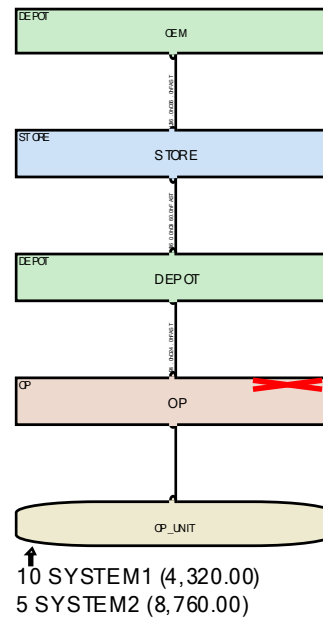 DEPOT
OEM
STORE
STORE
DEPOT
DEPOT
OP
OP
OP_UNIT
10 SYSTEM1 (4,320.00)
5 SYSTEM2 (8,760.00)